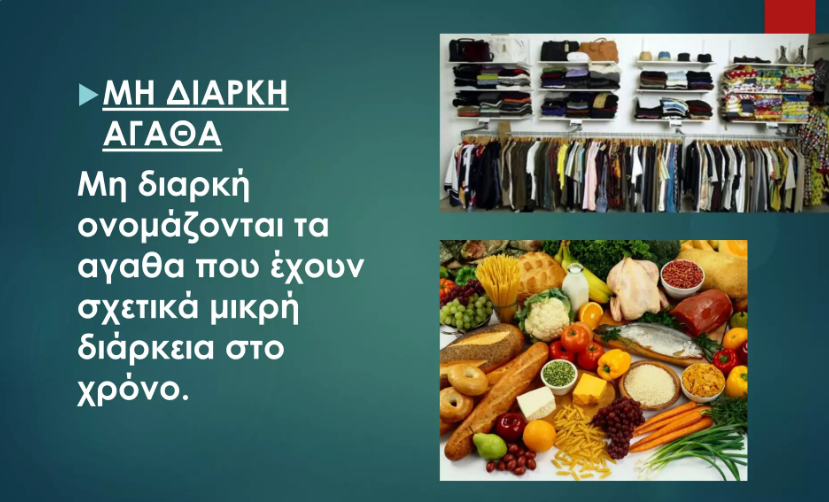 ΜΗ ΔΙΑΡΚΗ
ΑΓΑΘΑ
Μη διαρκή
ονομάζονται τα
αγαθα που έχουν
σχετικά μικρή
διάρκεια στο
χρόνο.